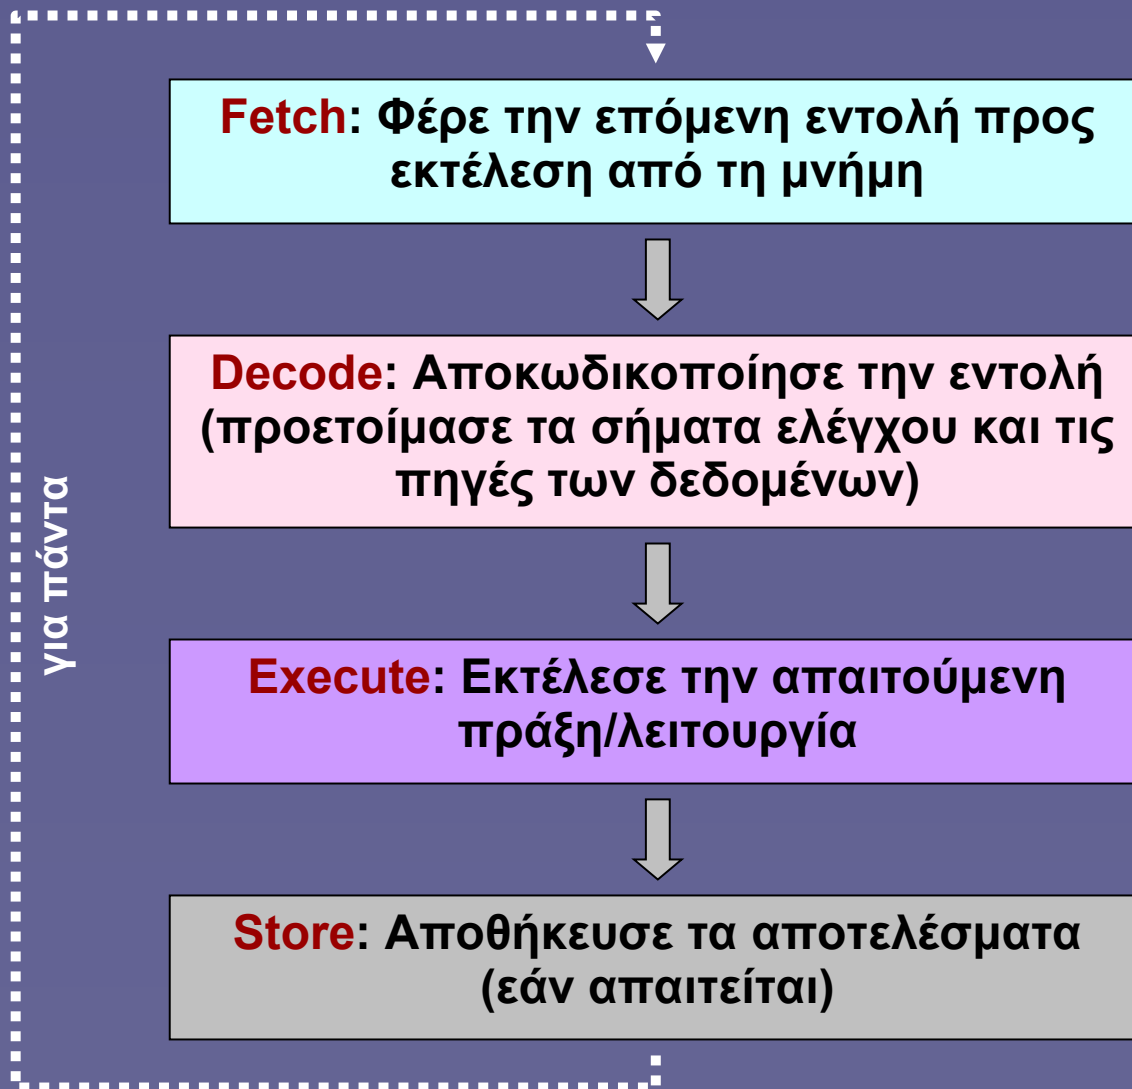 Fetch: Φέρε την επόμενη εντολή προς
εκτέλεση από τη μνήμη
Decode: Αποκωδικοποίησε την εντολή
(προετοίμασε τα σήματα ελέγχου και τις
πηγές των δεδομένων)
για πάντα
Execute: Εκτέλεσε την απαιτούμενη
πράξη/λειτουργία
Store: Αποθήκευσε τα αποτελέσματα
(εάν απαιτείται)